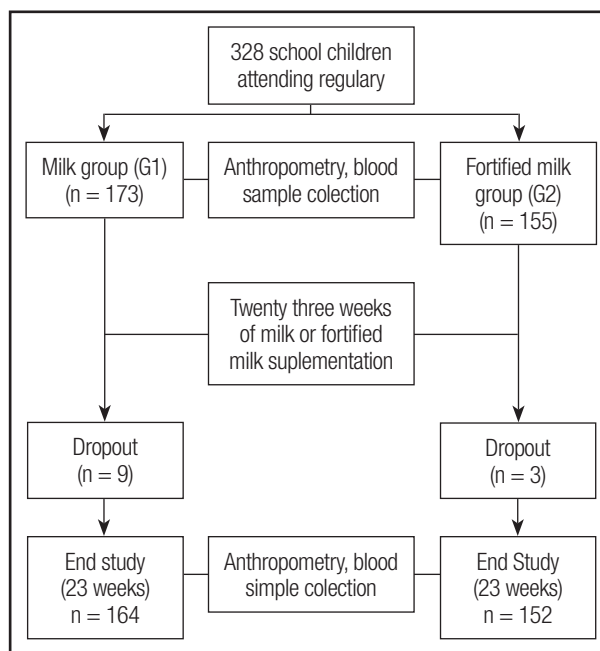 328 school children
attending regulary
Milk group (G1)
(n = 173)
Anthropometry, blood
sample colection
Fortified milk
group (G2)
(n = 155)
Twenty three weeks
of milk or fortified
milk suplementation
Dropout
(n = 9)
Dropout
(n = 3)
End study
(23 weeks)
n = 164
Anthropometry, blood
simple colection
End Study
(23 weeks)
n = 152